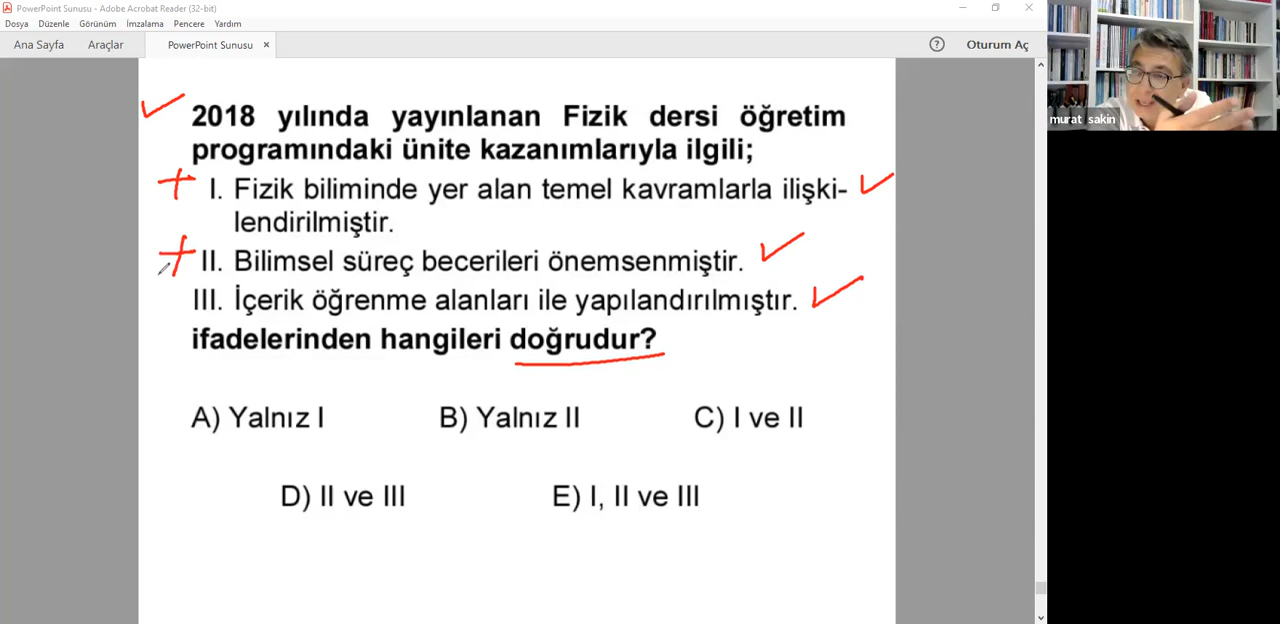 PowerPoint Sunusu - Adobe Acrobat Reader (32-bit)
Dosya Düzenle Görünüm İmzalama Pencere Yardım
Ana Sayfa Araçlar PowerPoint Sunusu × ? Oturum Aç
2018 yılında yayınlanan Fizik dersi öğretim
programındaki ünite kazanımlarıyla ilgili;
I. Fizik biliminde yer alan temel kavramlarla ilişki-
lendirilmiştir.
II. Bilimsel süreç becerileri önemsenmiştir.
III. İçerik öğrenme alanları ile yapılandırılmıştır.
ifadelerinden hangileri doğrudur?
A) Yalnız I B) Yalnız II C) I ve II
D) II ve III E) I, II ve III
murat sakin